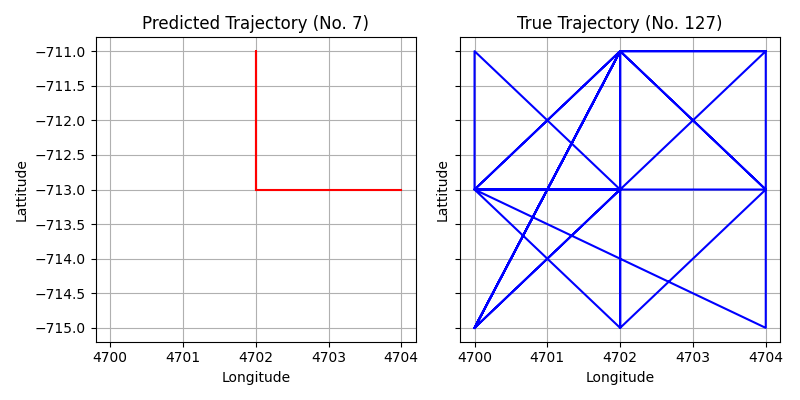 Predicted Trajectory (No. 7)
True Trajectory (No. 127)
Lattitude
−711.0
−711.5
−712.0
−712.5
−713.0
−713.5
−714.0
−714.5
−715.0
4700 4701 4702 4703 4704
Longitude
Lattitude
4700 4701 4702 4703 4704
Longitude